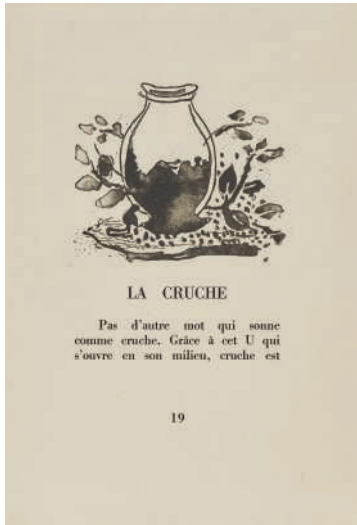 LA CRUCHE
Pas d'autre mot qui sonne
comme cruche. Grâce à cet U qui
s'ouvre en son milieu, cruche est
19